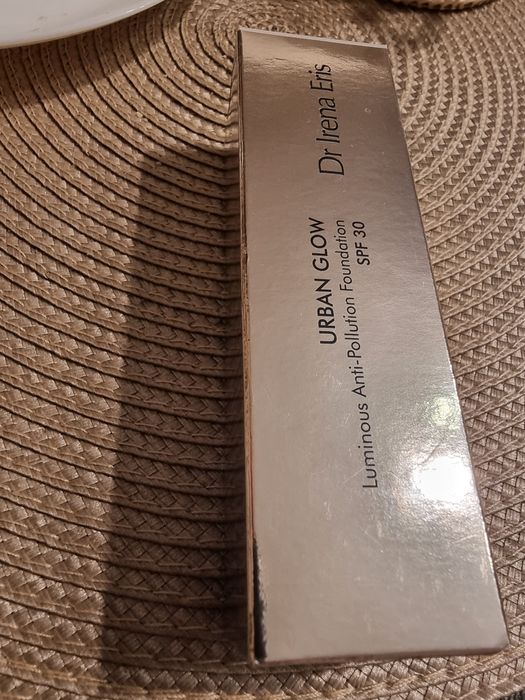 Dr Irena Eris
URBAN GLOW
Luminous Anti-Pollution Foundation
SPF 30